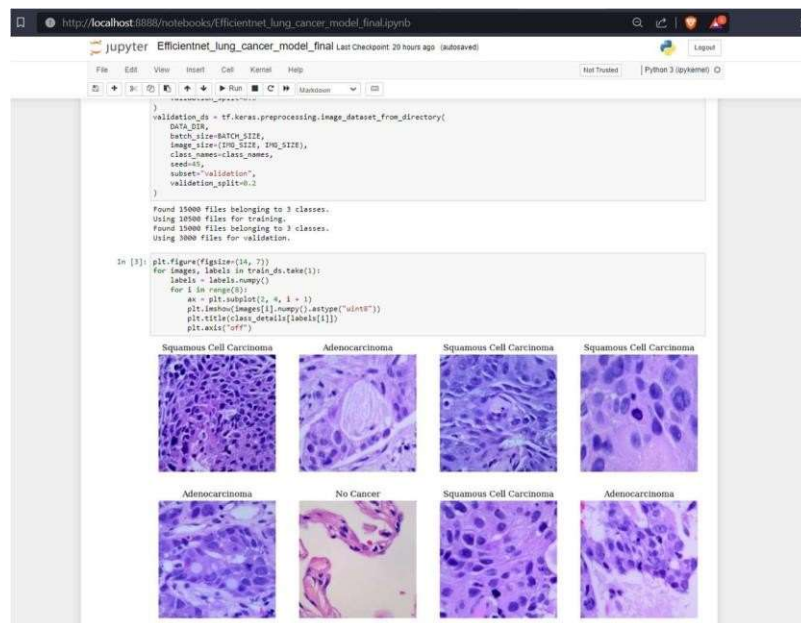 http://localhost:8888/notebooks/Efficientnet_lung_cancer_model_final.ipynb
jupyter Efficientnet_lung_cancer_model_final Last Checkpoint: 20 hours ago (autosaved)
Logout
File Edit View Insert Cell Kernel Help
Not Trusted
Python 3 (ipykernel)
Run
Markdown
)
validation_ds = tf.keras.preprocessing.image_dataset_from_directory(
DATA_DIR,
batch_size=BATCH_SIZE,
image_size=(IMG_SIZE, IMG_SIZE),
class_names=class_names,
seed=45,
subset="validation",
validation_split=0.2
)
Found 15000 files belonging to 3 classes.
Using 10500 files for training.
Found 15000 files belonging to 3 classes.
Using 3000 files for validation.
In [3]: plt.figure(figsize=(14, 7))
for images, labels in train_ds.take(1):
labels = labels.numpy()
for i in range(8):
ax = plt.subplot(2, 4, i + 1)
plt.imshow(images[i].numpy().astype("uint8"))
plt.title(class_details[labels[i]])
plt.axis("off")
Squamous Cell Carcinoma Adenocarcinoma Squamous Cell Carcinoma Squamous Cell Carcinoma
Adenocarcinoma No Cancer Squamous Cell Carcinoma Adenocarcinoma